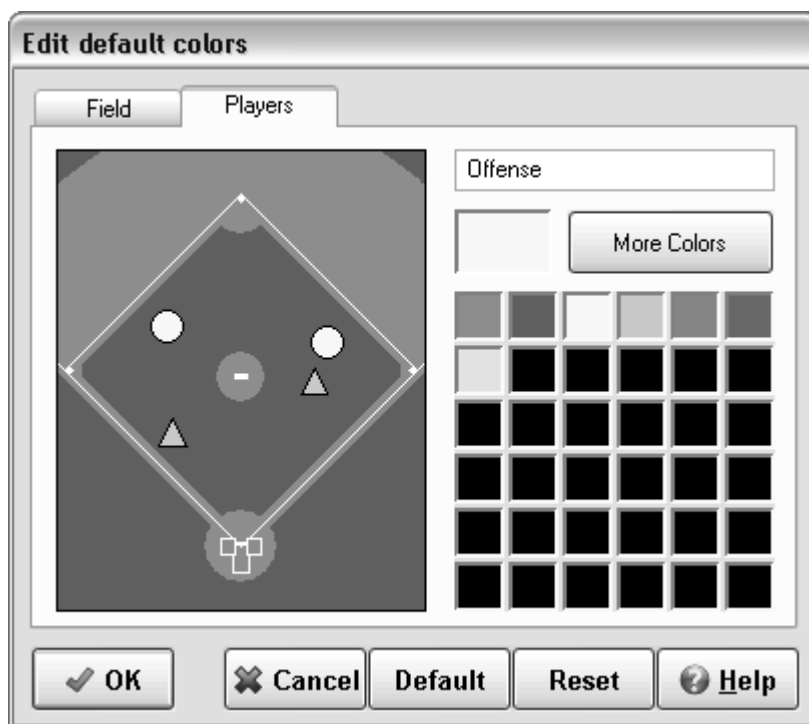 Edit default colors
Field Players
Offense
More Colors
OK Cancel Default Reset Help